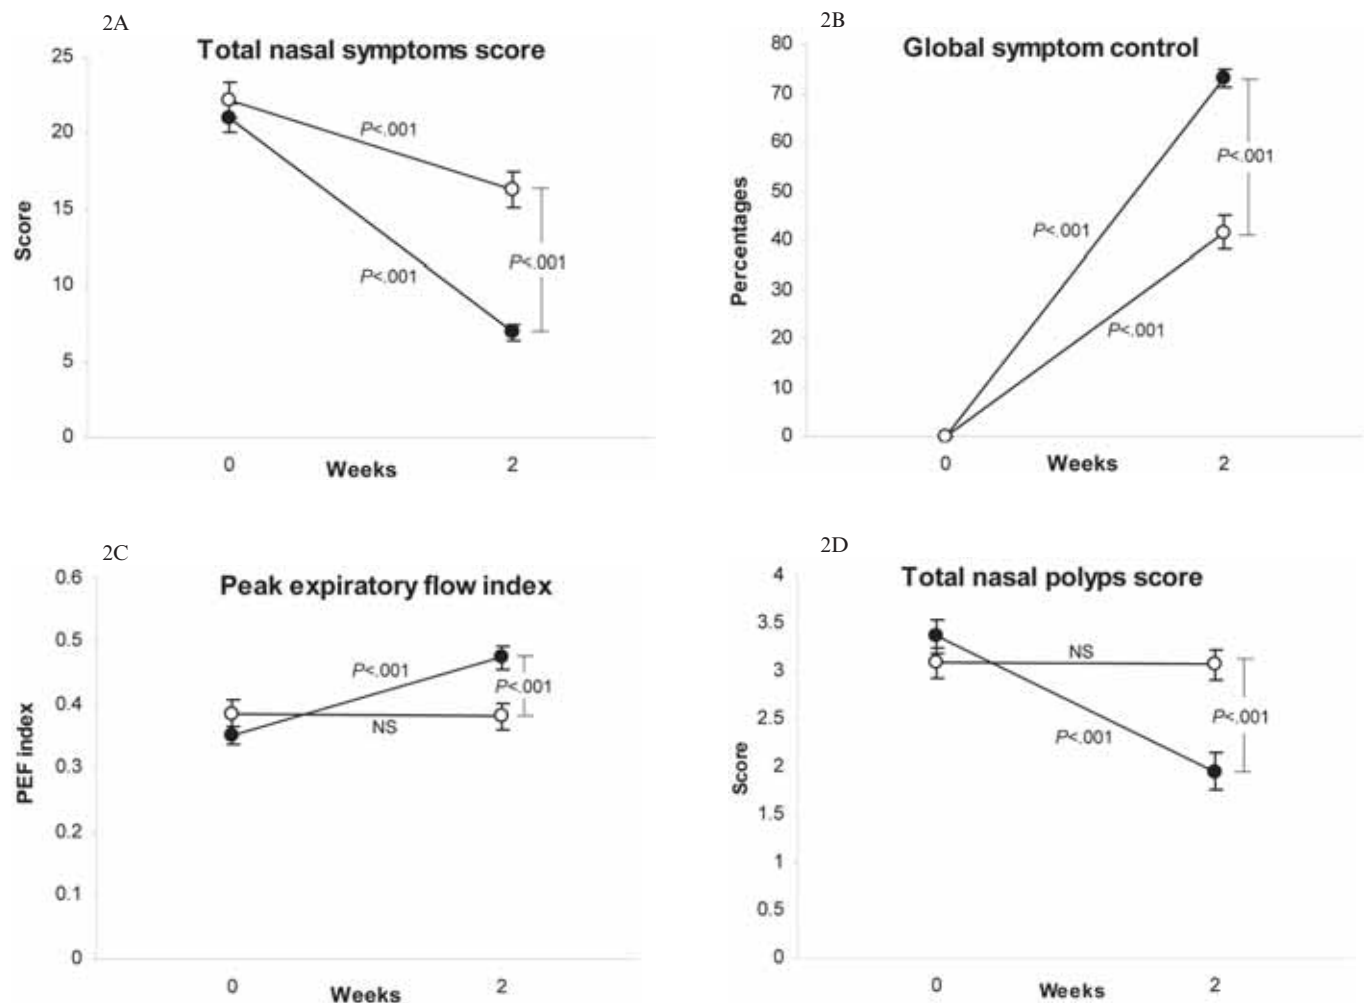 2A
Total nasal symptoms score
25
20
15
10
5
0
Score
P<.001
P<.001
P<.001
0
Weeks
2
2B
Global symptom control
80
70
60
50
40
30
20
10
0
Percentages
P<.001
P<.001
P<.001
0
Weeks
2
2C
Peak expiratory flow index
0.6
0.5
0.4
0.3
0.2
0.1
0
PEF index
P<.001
P<.001
NS
0
Weeks
2
2D
Total nasal polyps score
4
3.5
3
2.5
2
1.5
1
0.5
0
Score
NS
P<.001
P<.001
0
Weeks
2